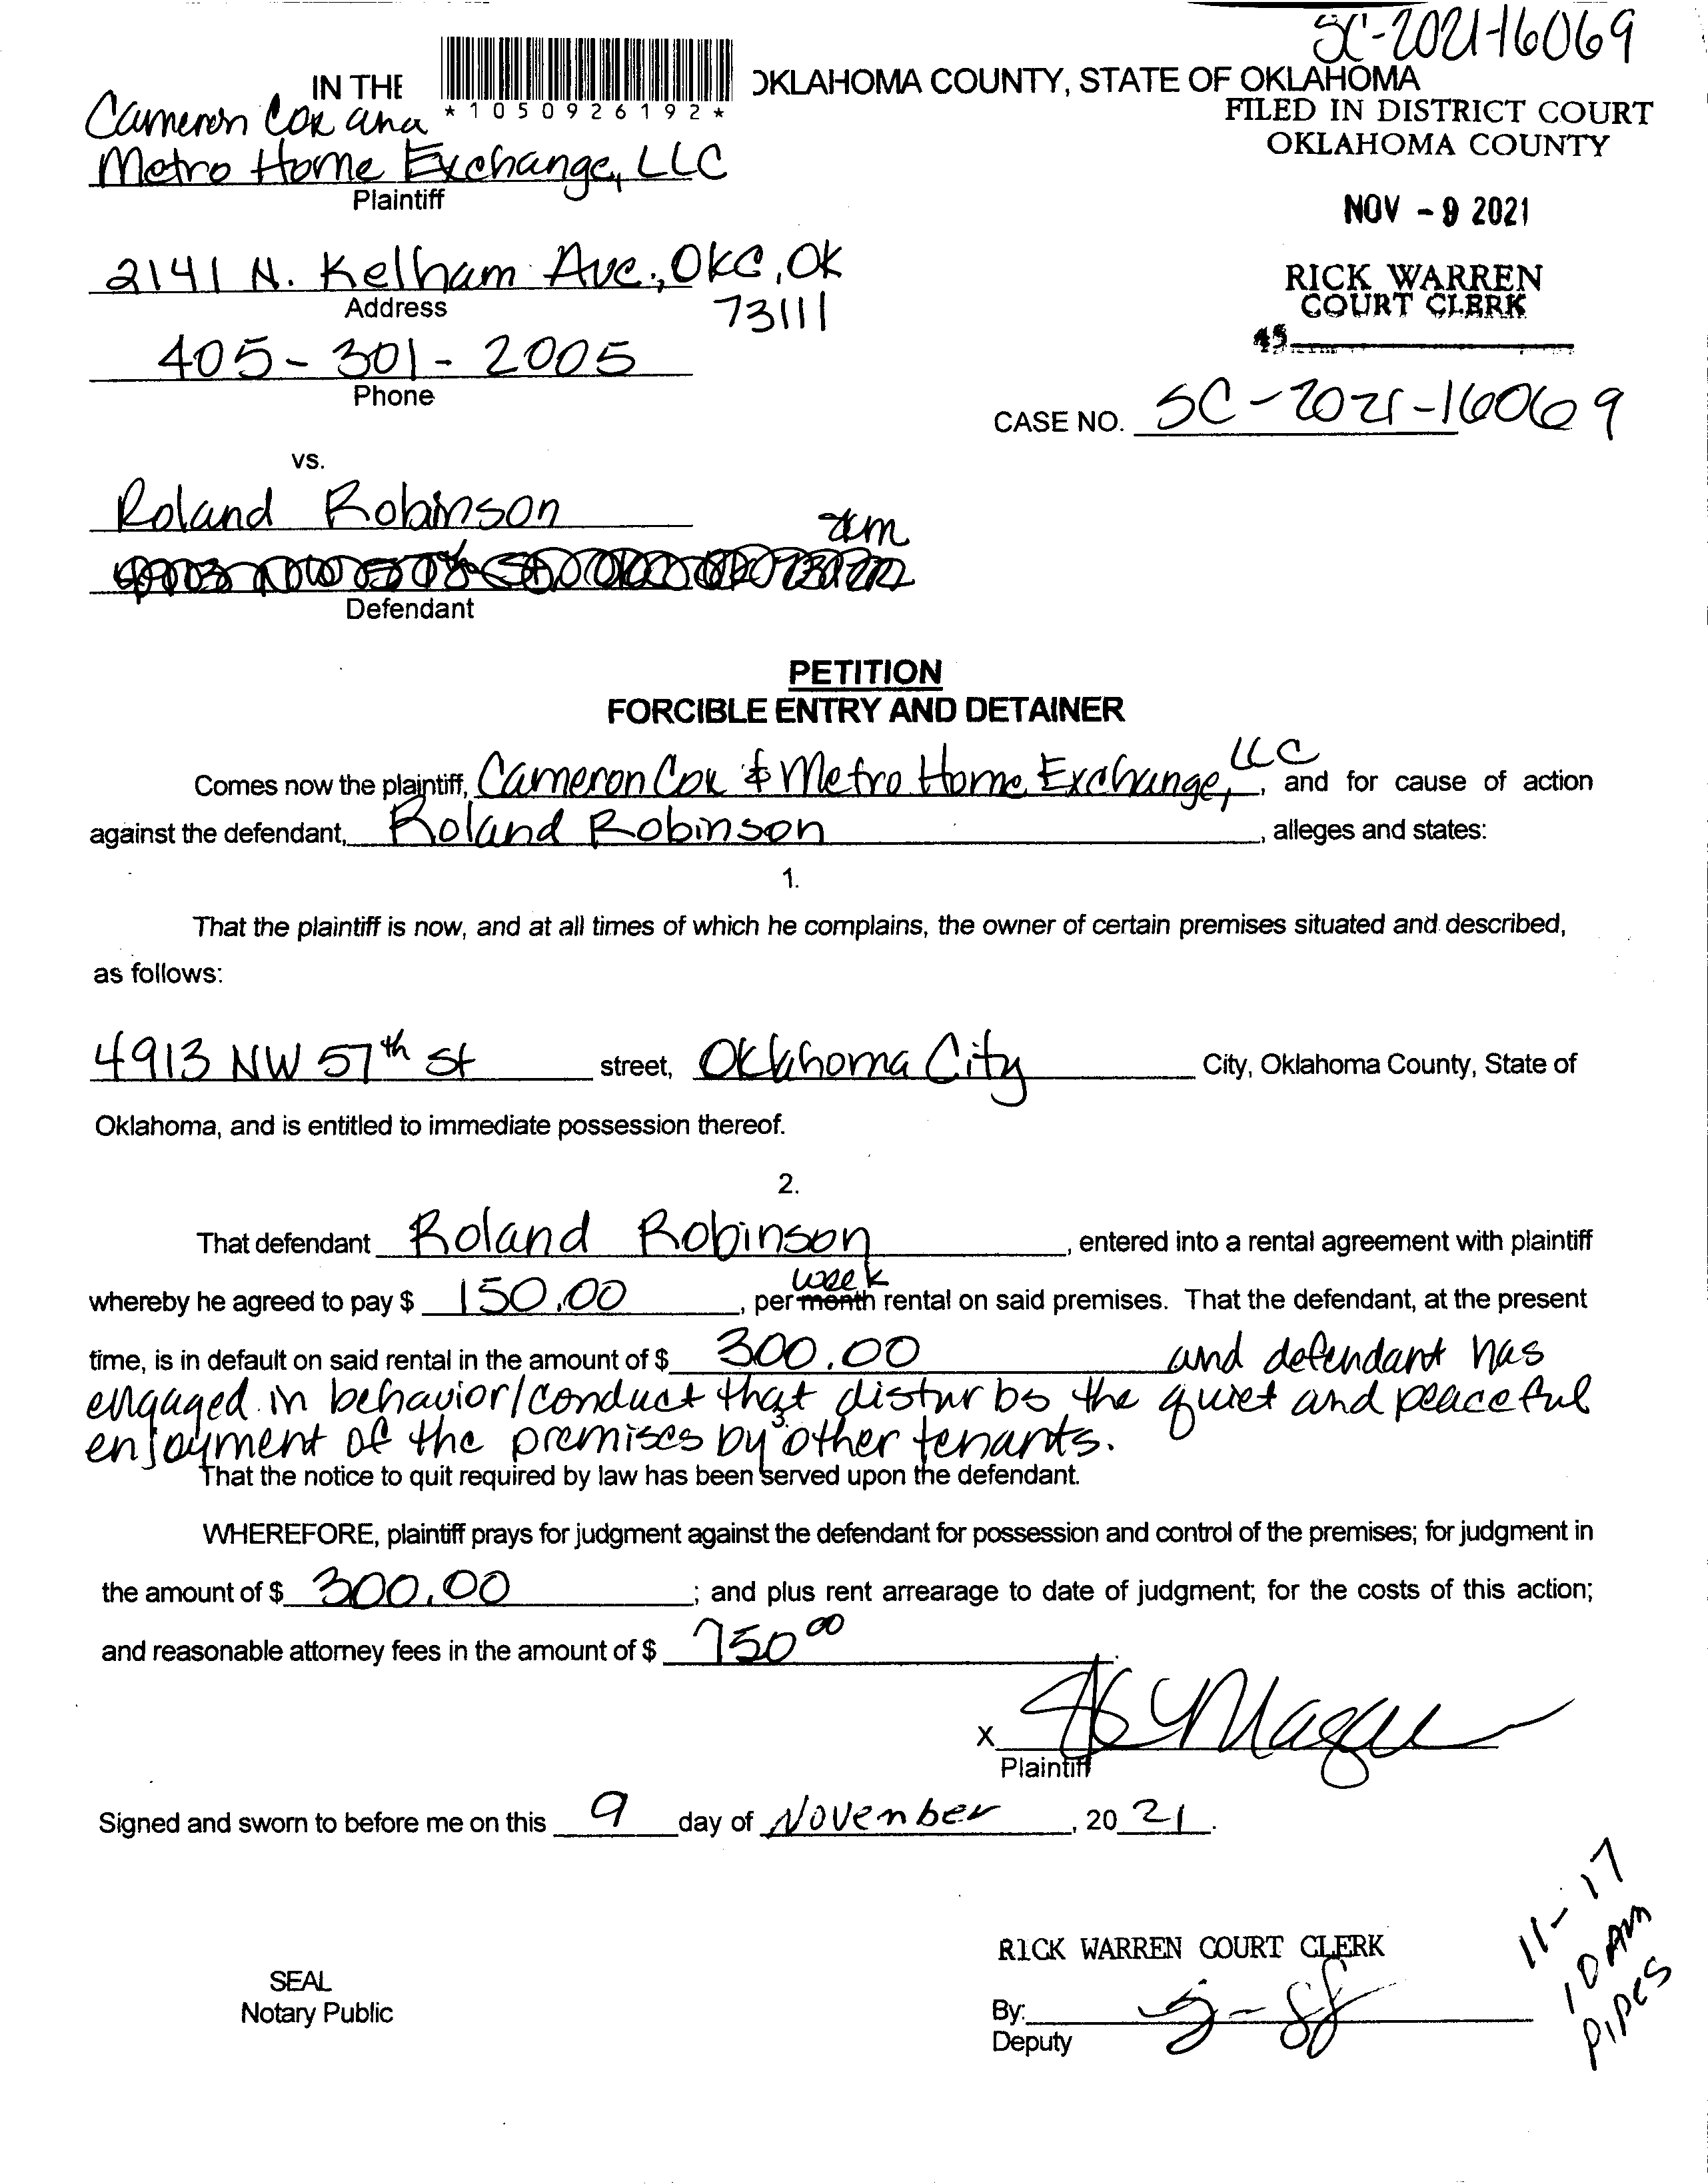 SC-2021-16069
IN THE
*1050926192*
OKLAHOMA COUNTY, STATE OF OKLAHOMA
FILED IN DISTRICT COURT
OKLAHOMA COUNTY
NOV - 9 2021
RICK WARREN
COURT CLERK
45
Cameron Cox and
Metro Home Exchange, LLC
Plaintiff
2141 N. Kelham Ave., OKC, OK
73111
Address
405-301-2005
Phone
CASE NO. SC-2021-16069
vs.
Roland Robinson
Defendant
PETITION
FORCIBLE ENTRY AND DETAINER
Comes now the plaintiff, Cameron Cox & Metro Home Exchange, LLC, and for cause of action
against the defendant, Roland Robinson, alleges and states:
1.
That the plaintiff is now, and at all times of which he complains, the owner of certain premises situated and described,
as follows:
4913 NW 57th St street, Oklahoma City City, Oklahoma County, State of
Oklahoma, and is entitled to immediate possession thereof.
2.
That defendant Roland Robinson, entered into a rental agreement with plaintiff
whereby he agreed to pay $ 150.00, per month week rental on said premises. That the defendant, at the present
time, is in default on said rental in the amount of $ 300.00 and defendant has
engaged in behavior/conduct that disturbs the quiet and peaceful
3.
enjoyment of the premises by other tenants.
That the notice to quit required by law has been served upon the defendant.
WHEREFORE, plaintiff prays for judgment against the defendant for possession and control of the premises; for judgment in
the amount of $ 300.00; and plus rent arrearage to date of judgment; for the costs of this action;
and reasonable attorney fees in the amount of $ 750 00.
X
Plaintiff
Signed and sworn to before me on this 9 day of November, 20 21.
11-17
10 AM
PIPES
RICK WARREN COURT CLERK
SEAL
Notary Public
By:
Deputy